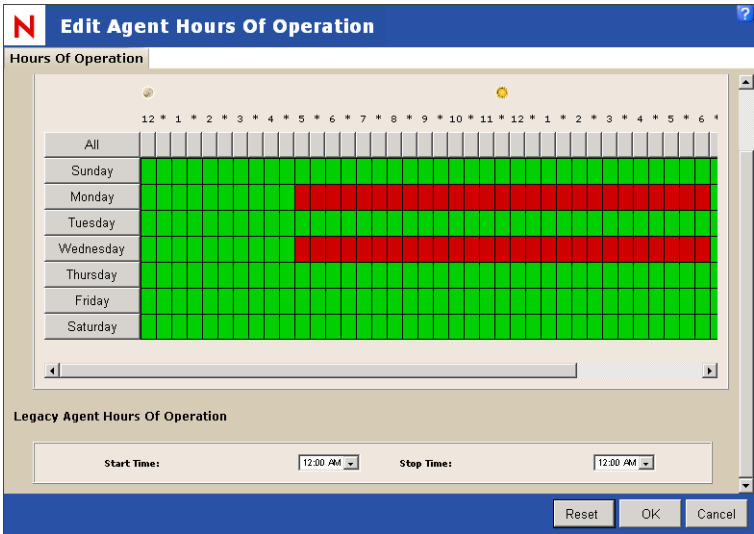 N Edit Agent Hours Of Operation ?
Hours Of Operation
12 * 1 * 2 * 3 * 4 * 5 * 6 * 7 * 8 * 9 * 10 * 11 * 12 * 1 * 2 * 3 * 4 * 5 * 6 *
All
Sunday
Monday
Tuesday
Wednesday
Thursday
Friday
Saturday
Legacy Agent Hours Of Operation
Start Time: 12:00 AM Stop Time: 12:00 AM
Reset OK Cancel